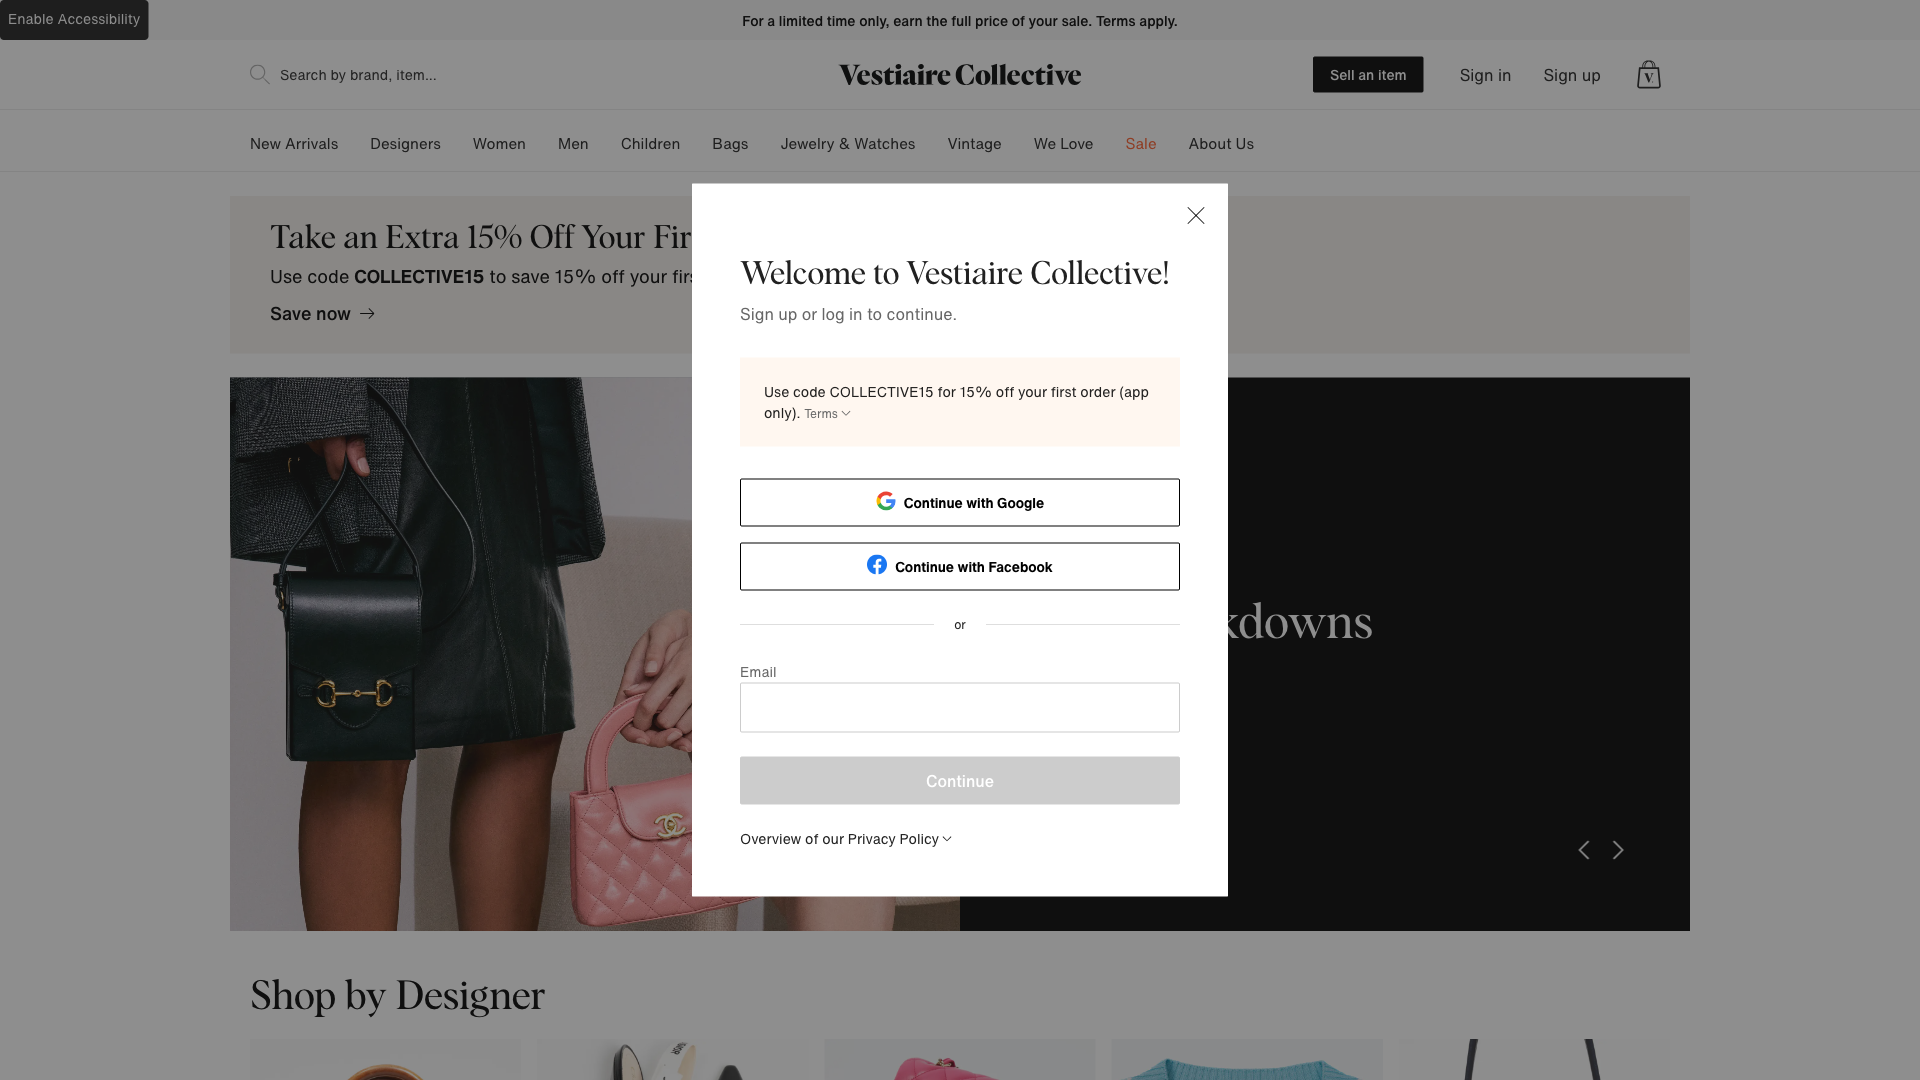 Enable Accessibility
For a limited time only, earn the full price of your sale. Terms apply.
Search by brand, item...
Vestiaire Collective
Sell an item
Sign in
Sign up
V
New Arrivals
Designers
Women
Men
Children
Bags
Jewelry & Watches
Vintage
We Love
Sale
About Us
Take an Extra 15% Off Your Fir
Use code COLLECTIVE15 to save 15% off your firs
Save now
Welcome to Vestiaire Collective!
Sign up or log in to continue.
Use code COLLECTIVE15 for 15% off your first order (app
only). Terms
Continue with Google
Continue with Facebook
or
kdowns
Email
Continue
Overview of our Privacy Policy
Shop by Designer